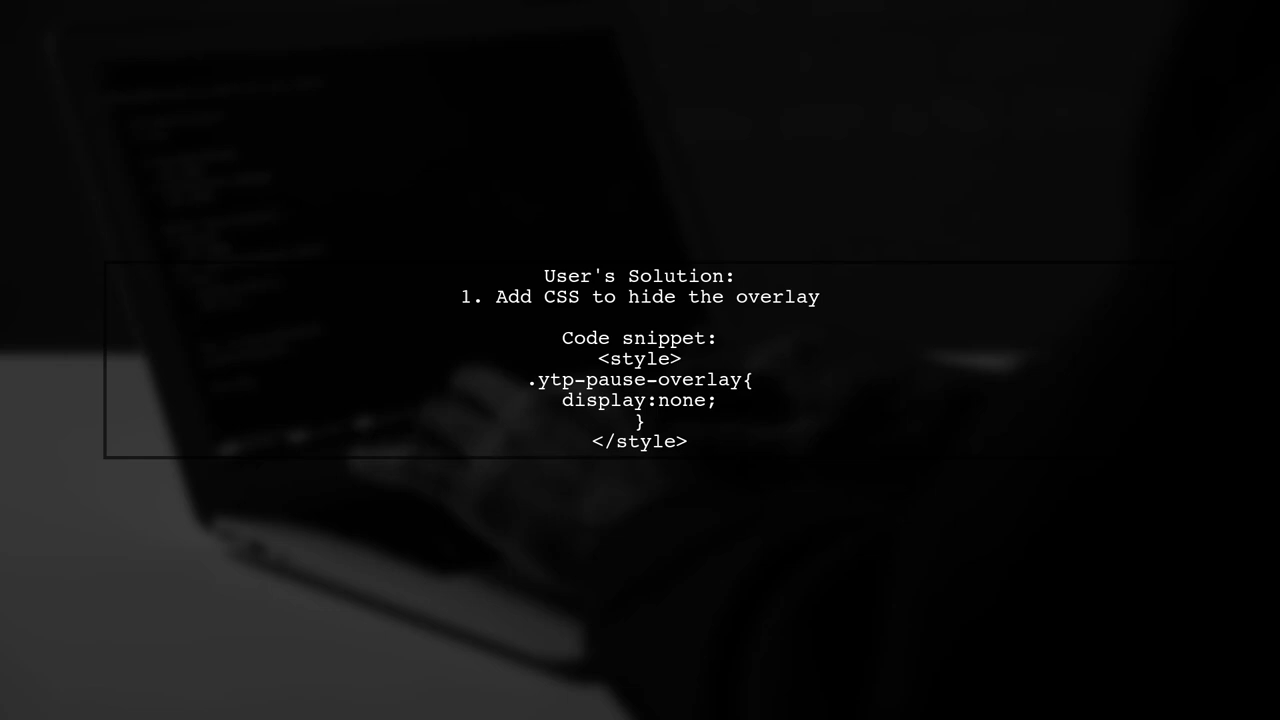 User's Solution:
1. Add CSS to hide the overlay
Code snippet:
<style>
.ytp-pause-overlay{
display:none;
}
</style>